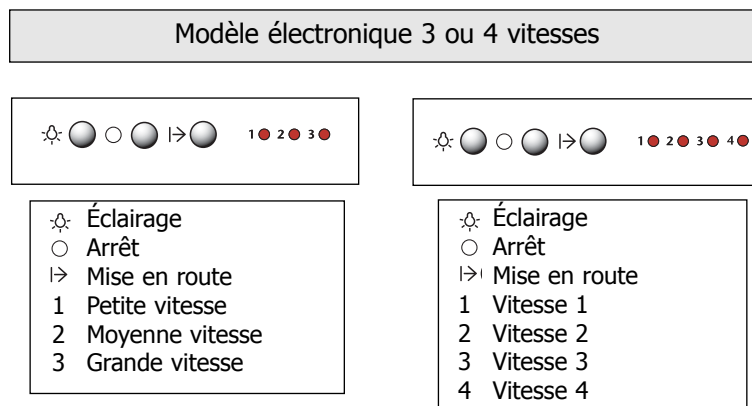 Modèle électronique 3 ou 4 vitesses
1 2 3
Éclairage
Arrêt
Mise en route
1 Petite vitesse
2 Moyenne vitesse
3 Grande vitesse
1 2 3 4
Éclairage
Arrêt
Mise en route
1 Vitesse 1
2 Vitesse 2
3 Vitesse 3
4 Vitesse 4